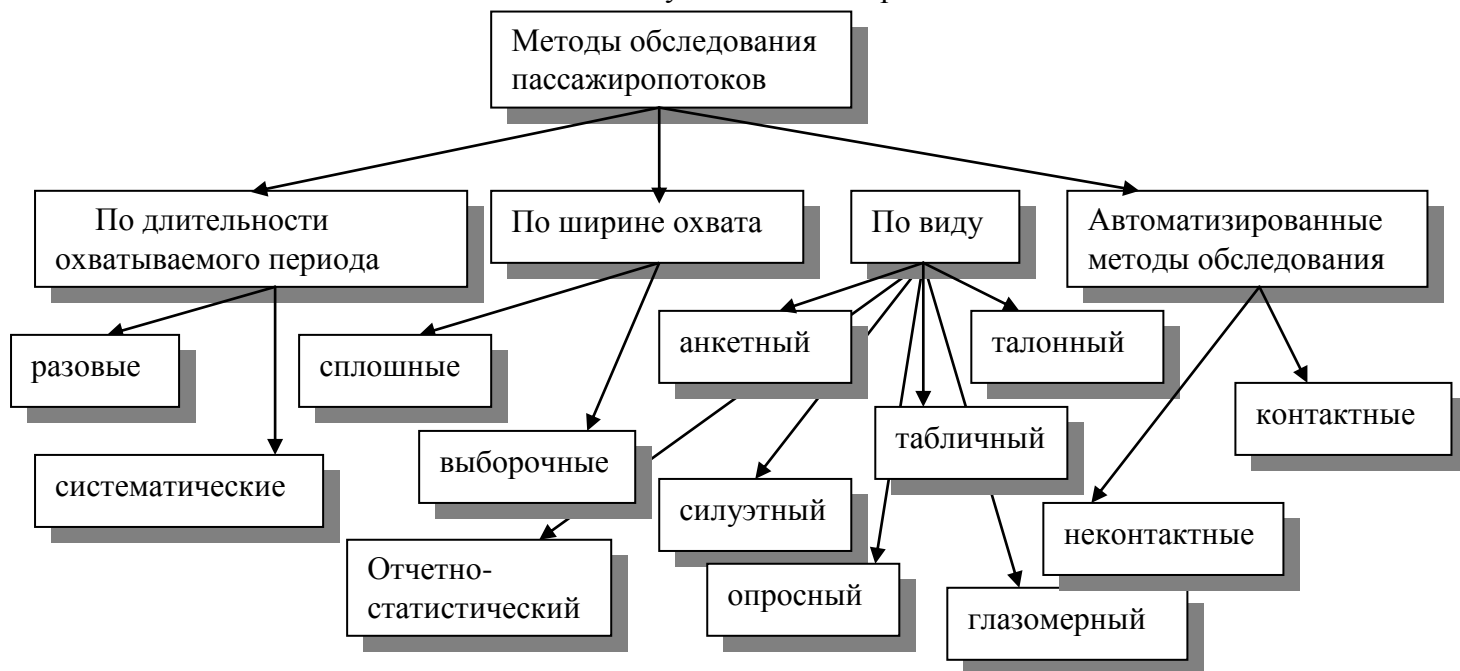 Методы обследования
пассажиропотоков
По длительности
охватываемого периода
По ширине охвата
По виду
Автоматизированные
методы обследования
разовые
сплошные
анкетный
талонный
контактные
табличный
выборочные
систематические
силуэтный
неконтактные
Отчетно-
статистический
опросный
глазомерный